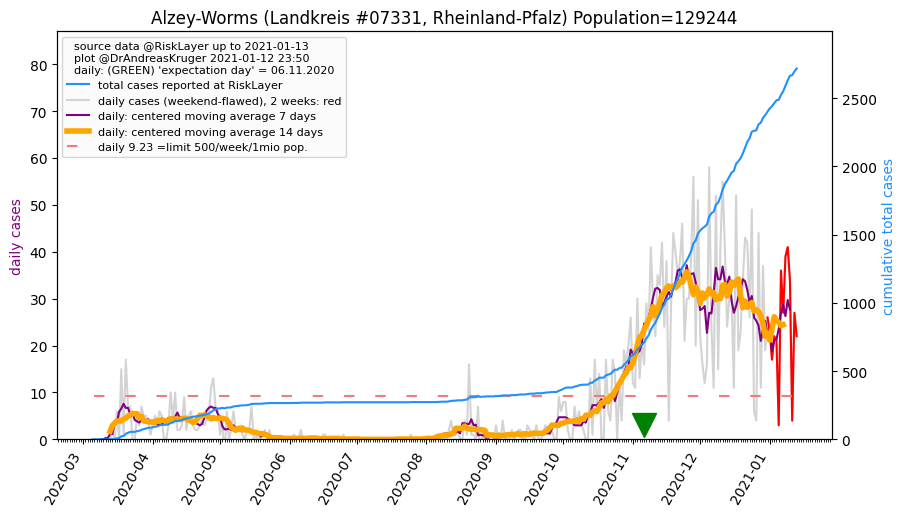 Alzey-Worms (Landkreis #07331, Rheinland-Pfalz) Population=129244
source data @RiskLayer up to 2021-01-13
plot @DrAndreasKruger 2021-01-12 23:50
daily: (GREEN) 'expectation day' = 06.11.2020
total cases reported at RiskLayer
daily cases (weekend-flawed), 2 weeks: red
daily: centered moving average 7 days
daily: centered moving average 14 days
daily 9.23 =limit 500/week/1mio pop.
daily cases
80
70
60
50
40
30
20
10
0
cumulative total cases
2500
2000
1500
1000
500
0
2020-03
2020-04
2020-05
2020-06
2020-07
2020-08
2020-09
2020-10
2020-11
2020-12
2021-01